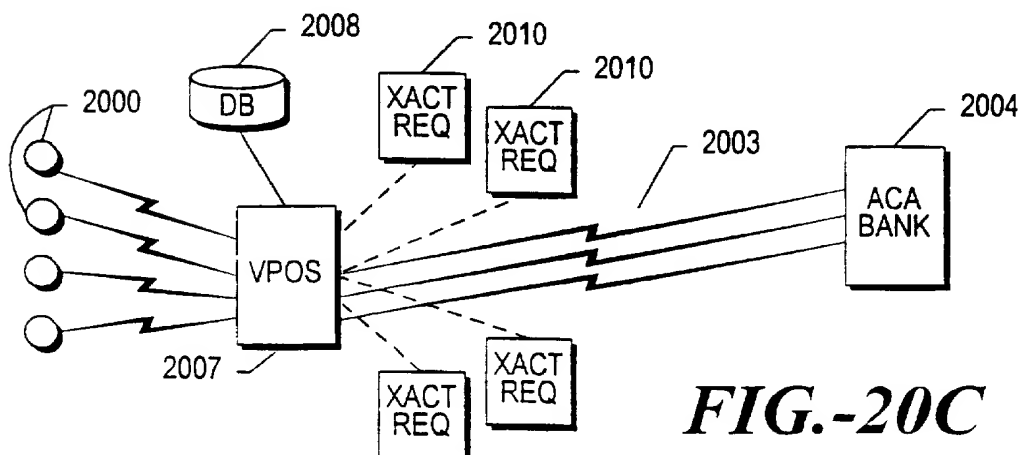 2008
2010
2010
2000
DB
XACT
REQ
XACT
REQ
2003
2004
ACA
BANK
VPOS
2007
XACT
REQ
XACT
REQ
FIG.-20C